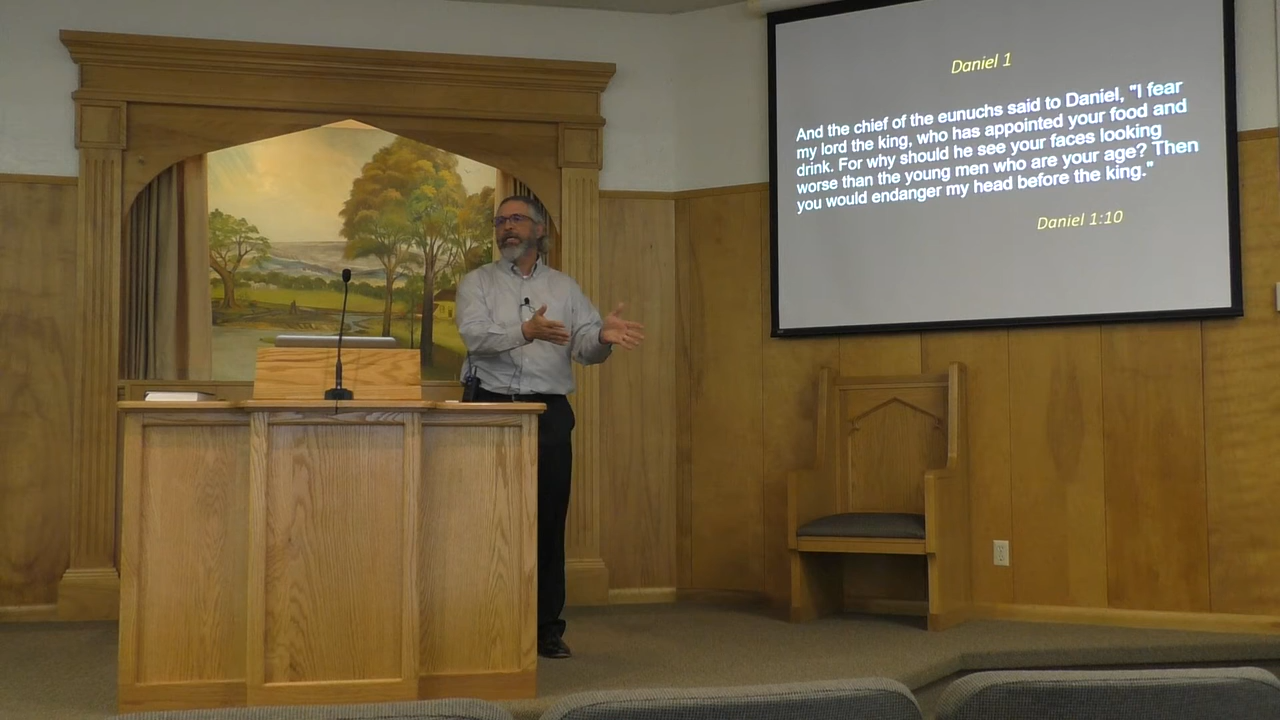 Daniel 1
And the chief of the eunuchs said to Daniel, "I fear
my lord the king, who has appointed your food and
drink. For why should he see your faces looking
worse than the young men who are your age? Then
you would endanger my head before the king."
Daniel 1:10